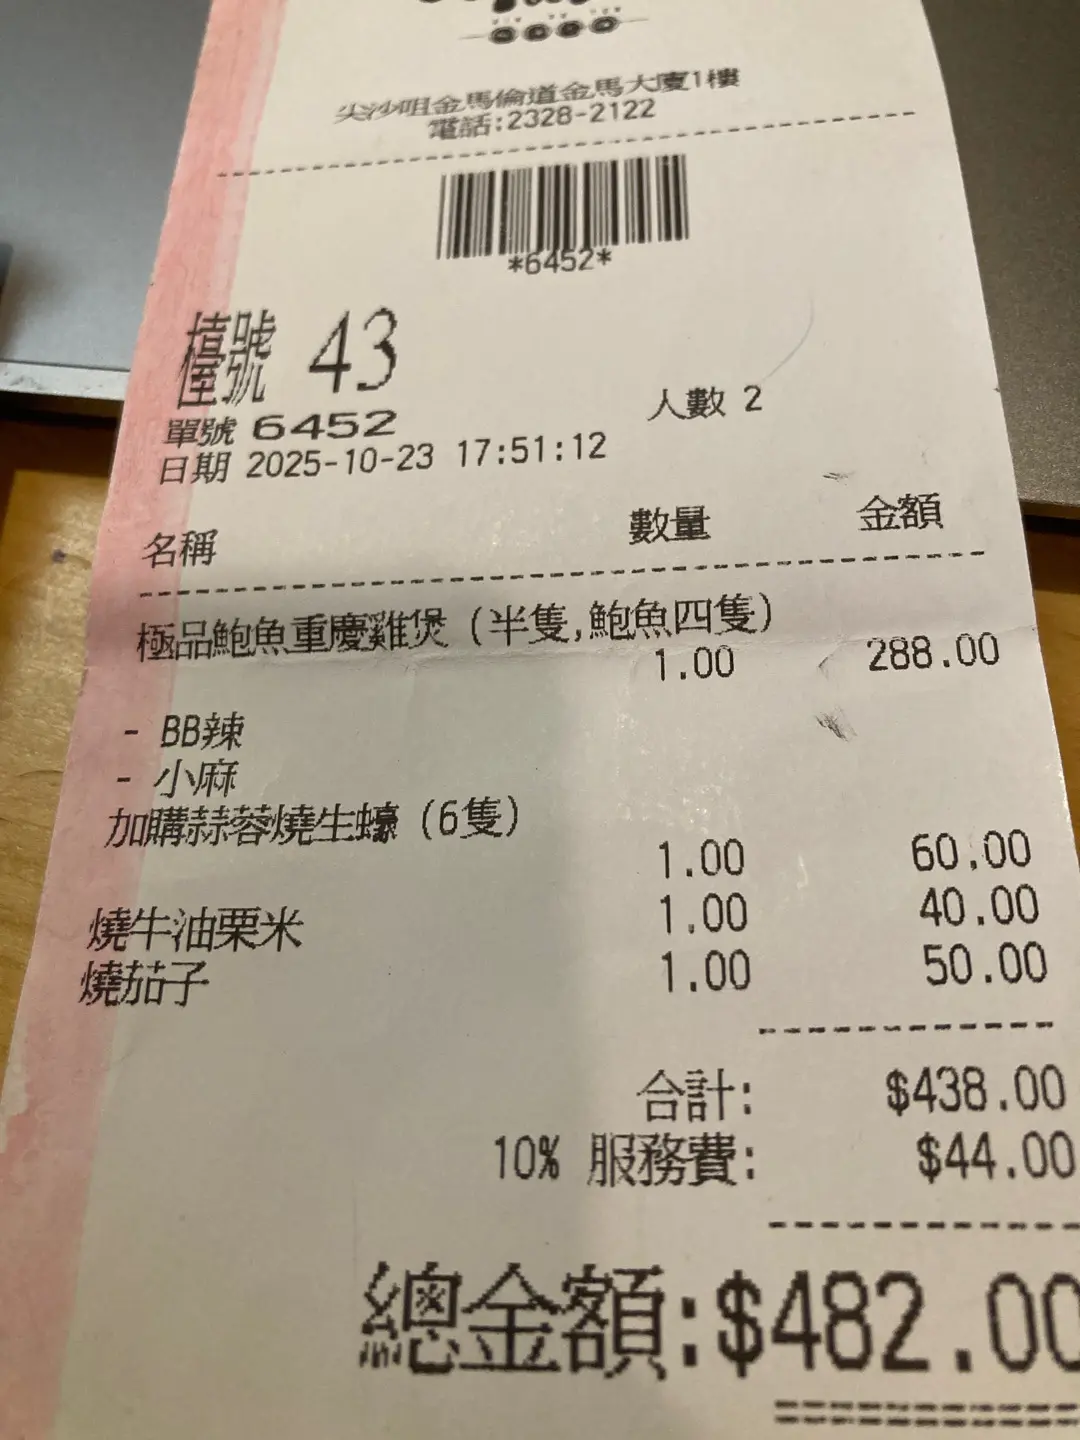 尖沙咀金馬倫道金馬大廈1樓
電話:2328-2122
*6452*
檯號 43
單號 6452 人數 2
日期 2025-10-23 17:51:12
名稱 數量 金額
極品鮑魚重慶雞煲（半隻,鮑魚四隻）
1.00 288.00
- BB辣
- 小麻
加購蒜蓉燒生蠔（6隻）
1.00 60.00
燒牛油栗米 1.00 40.00
燒茄子 1.00 50.00
合計: $438.00
10% 服務費: $44.00
總金額:$482.00